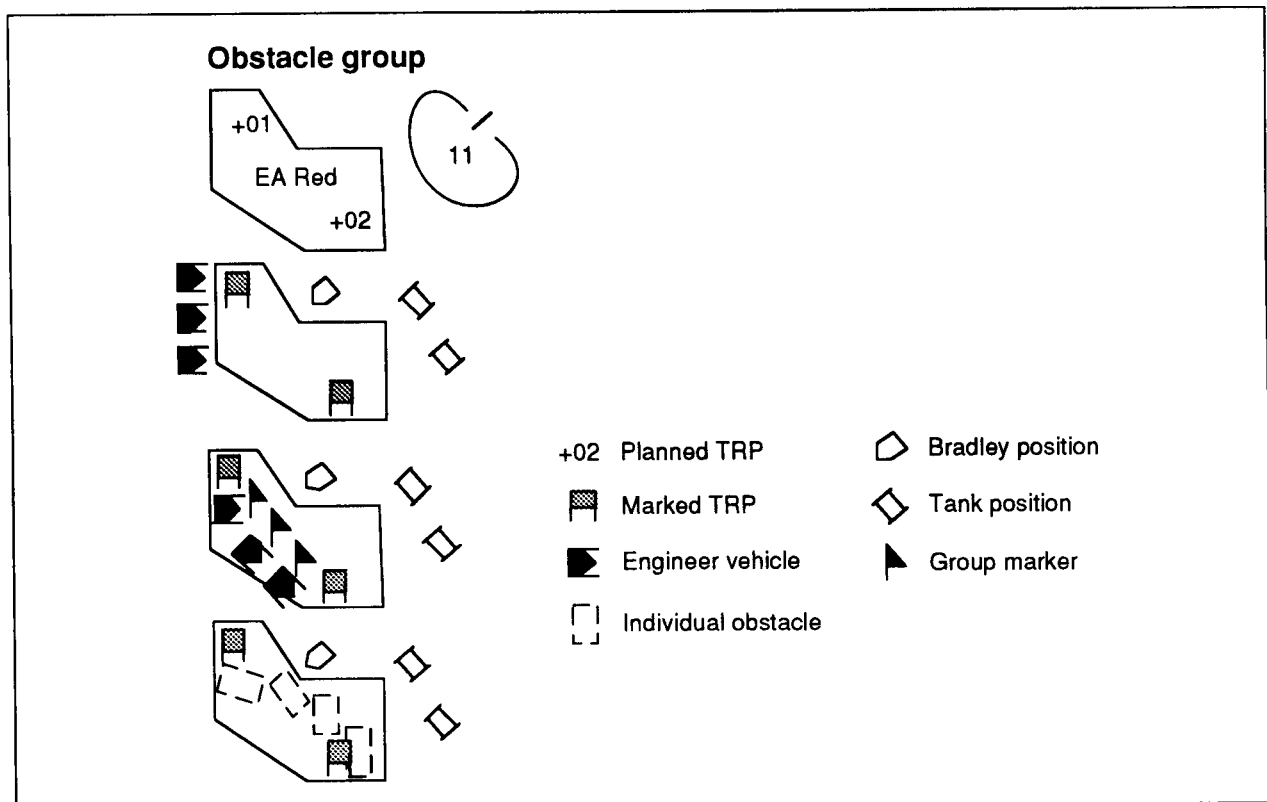 Obstacle group
+01
EA Red
+02
11
+02 Planned TRP
Marked TRP
Engineer vehicle
Individual obstacle
Bradley position
Tank position
Group marker